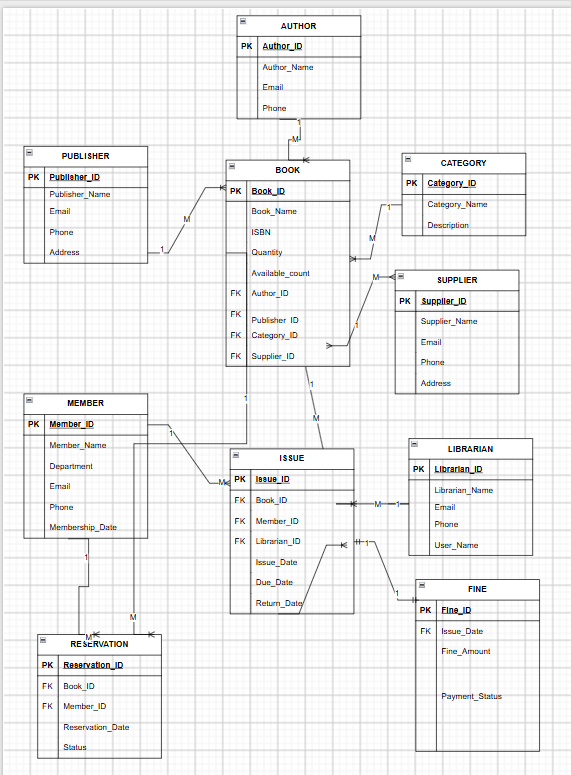 AUTHOR
PK Author_ID
Author_Name
Email
Phone
1
M
PUBLISHER
PK Publisher_ID
Publisher_Name
Email
Phone
Address
1
M
BOOK
PK Book_ID
Book_Name
ISBN
Quantity
Available_count
FK Author_ID
FK Publisher_ID
FK Category_ID
FK Supplier_ID
CATEGORY
PK Category_ID
Category_Name
Description
1
M
SUPPLIER
PK Supplier_ID
Supplier_Name
Email
Phone
Address
M
1
MEMBER
PK Member_ID
Member_Name
Department
Email
Phone
Membership_Date
1
M
1
M
1
M
1
M
ISSUE
PK Issue_ID
FK Book_ID
FK Member_ID
FK Librarian_ID
Issue_Date
Due_Date
Return_Date
M
1
LIBRARIAN
PK Librarian_ID
Librarian_Name
Email
Phone
User_Name
1
1
FINE
PK Fine_ID
FK Issue_Date
Fine_Amount
Payment_Status
RESERVATION
PK Reservation_ID
FK Book_ID
FK Member_ID
Reservation_Date
Status